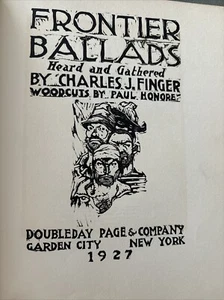 FRONTIER
BALLADS
Heard and Gathered
BY CHARLES J. FINGER
WOODCUTS BY PAUL HONORE
DOUBLEDAY PAGE & COMPANY
GARDEN CITY NEW YORK
1927